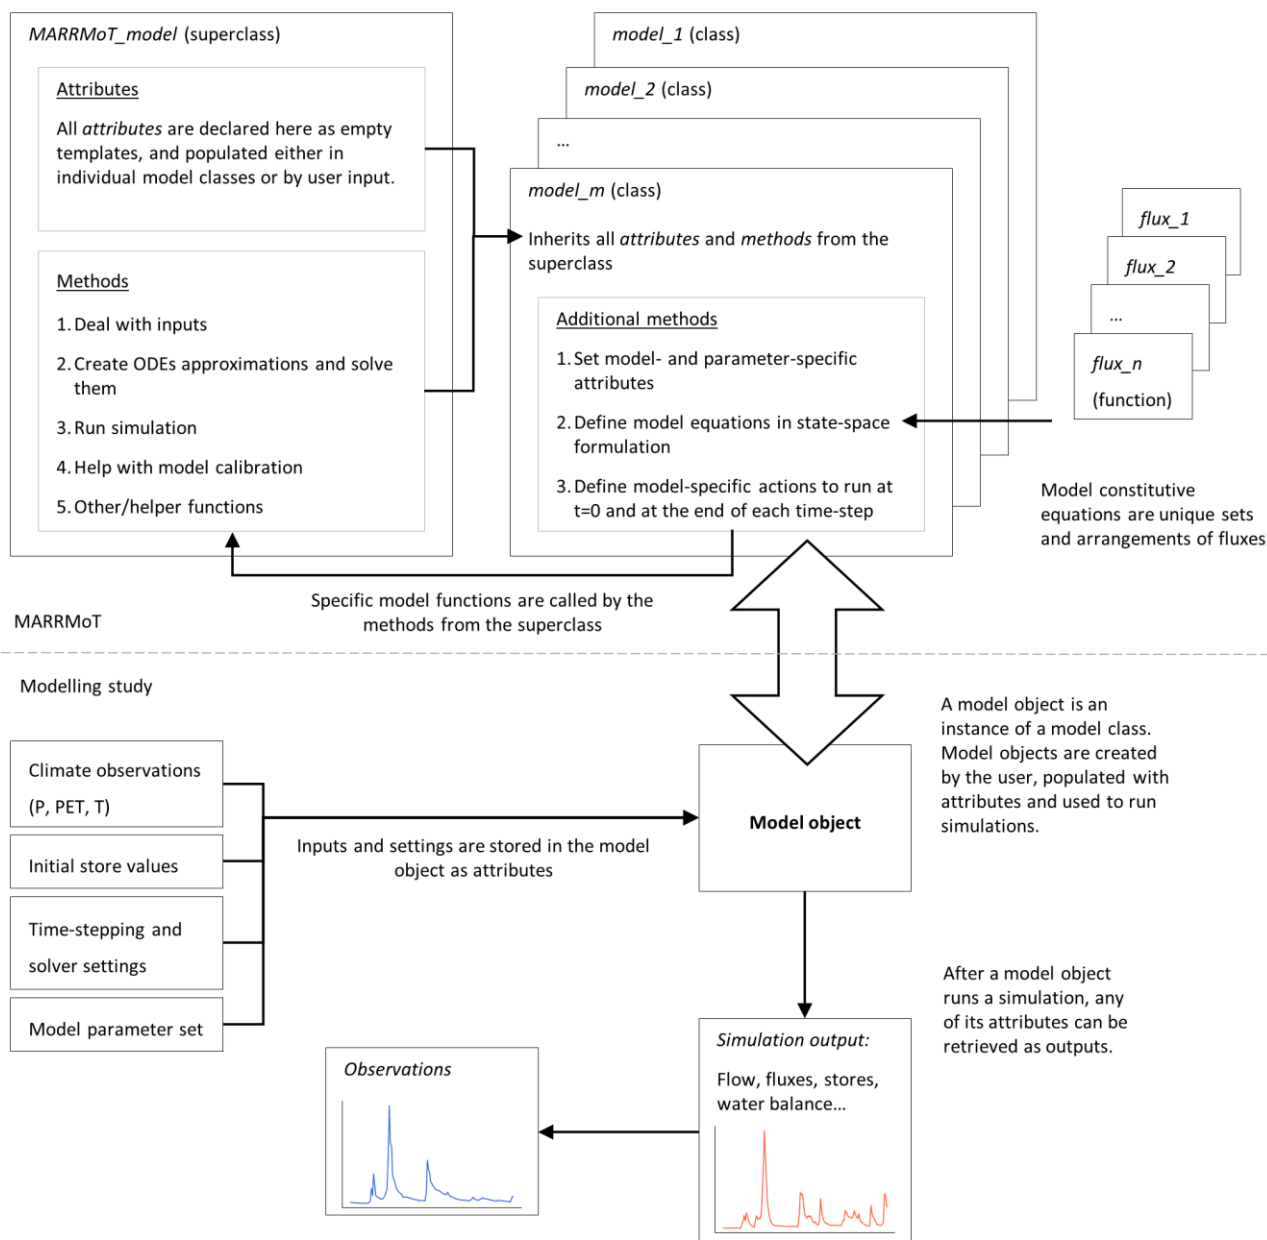 MARRMoT_model (superclass)
Attributes
All attributes are declared here as empty
templates, and populated either in
individual model classes or by user input.
Methods
1. Deal with inputs
2. Create ODEs approximations and solve
them
3. Run simulation
4. Help with model calibration
5. Other/helper functions
model_1 (class)
model_2 (class)
...
model_m (class)
Inherits all attributes and methods from the
superclass
Additional methods
1. Set model- and parameter-specific
attributes
2. Define model equations in state-space
formulation
3. Define model-specific actions to run at
t=0 and at the end of each time-step
flux_1
flux_2
...
flux_n
(function)
Model constitutive
equations are unique sets
and arrangements of fluxes
Specific model functions are called by the
methods from the superclass
MARRMoT
Modelling study
Climate observations
(P, PET, T)
Initial store values
Time-stepping and
solver settings
Model parameter set
Inputs and settings are stored in the model
object as attributes
Model object
A model object is an
instance of a model class.
Model objects are created
by the user, populated with
attributes and used to run
simulations.
After a model object
runs a simulation, any
of its attributes can be
retrieved as outputs.
Simulation output:
Flow, fluxes, stores,
water balance...
Observations